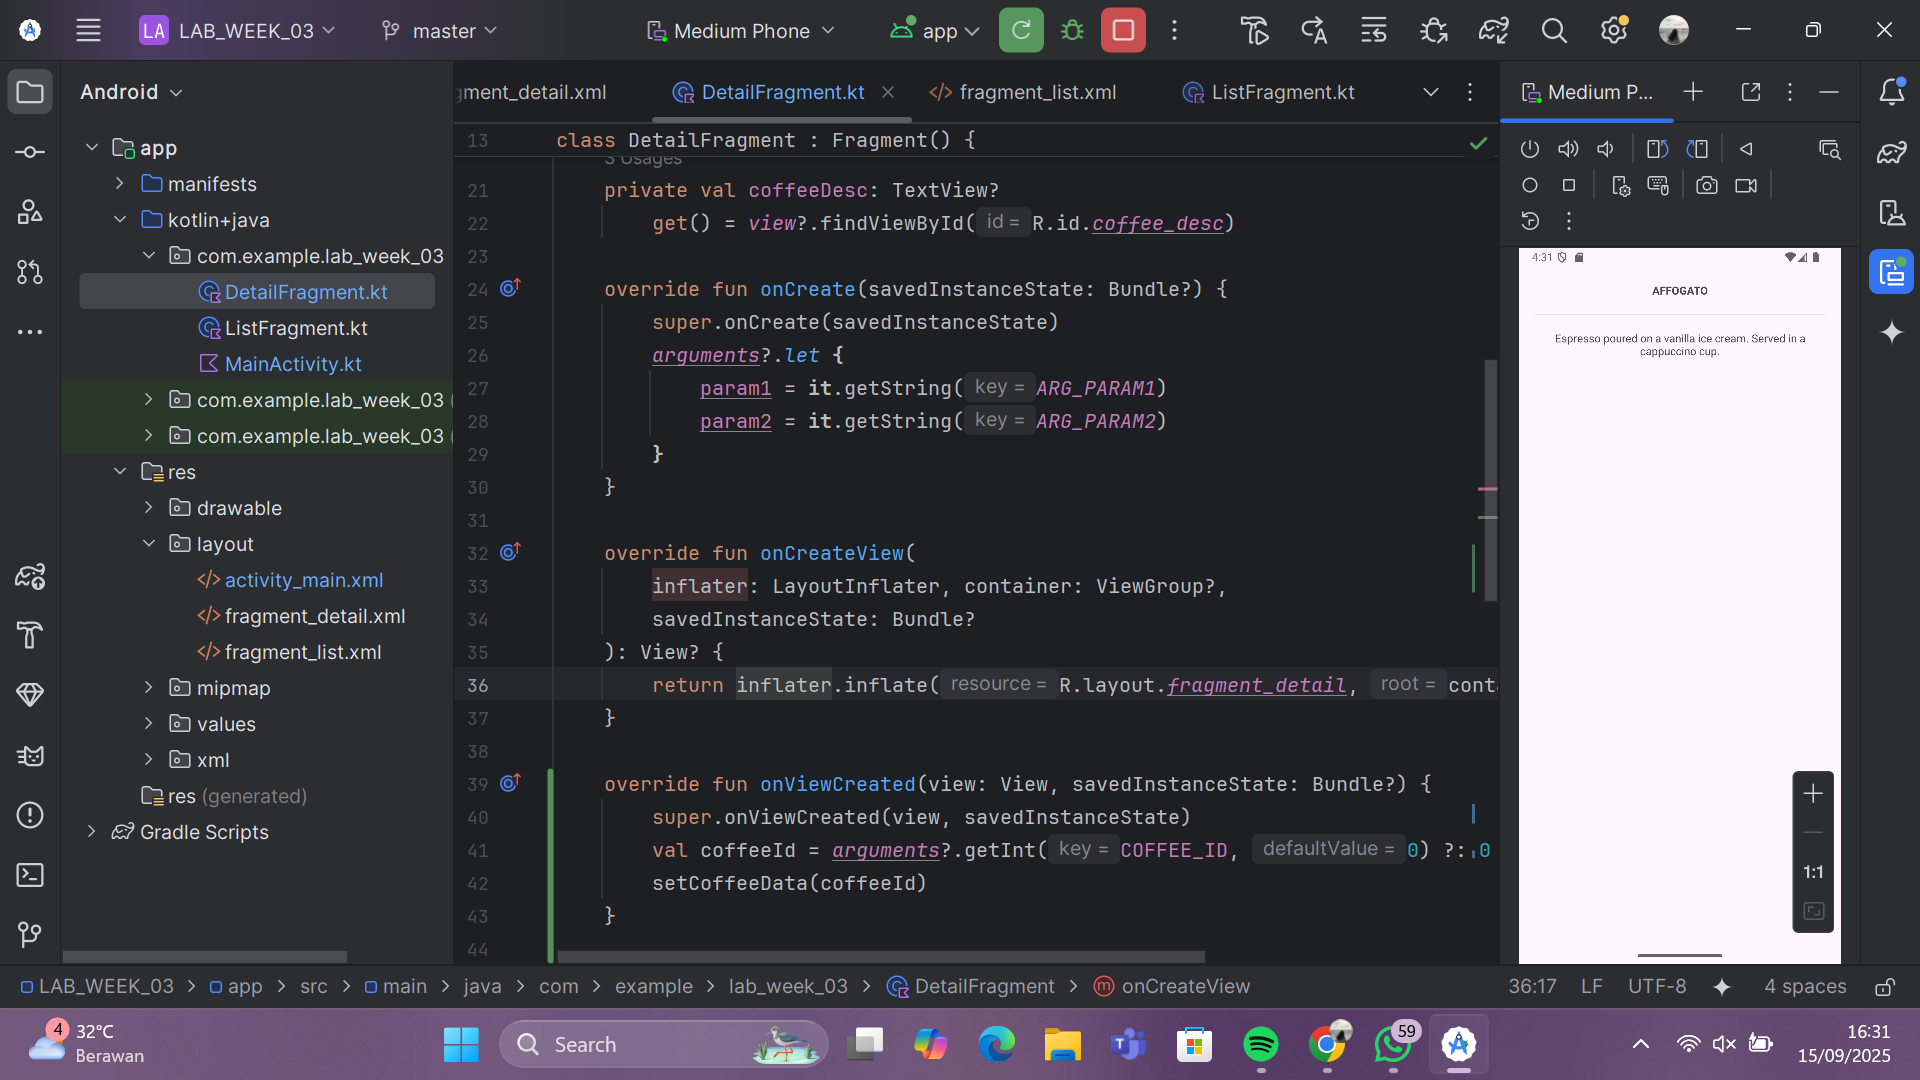 LA LAB_WEEK_03 master Medium Phone app
Android
app
manifests
kotlin+java
com.example.lab_week_03
DetailFragment.kt
ListFragment.kt
MainActivity.kt
com.example.lab_week_03 (
com.example.lab_week_03 (
res
drawable
layout
activity_main.xml
fragment_detail.xml
fragment_list.xml
mipmap
values
xml
res (generated)
Gradle Scripts
gment_detail.xml DetailFragment.kt fragment_list.xml ListFragment.kt
13 class DetailFragment : Fragment() {
3 Usages
21 private val coffeeDesc: TextView?
22 get() = view?.findViewById( id = R.id.coffee_desc)
23
24 override fun onCreate(savedInstanceState: Bundle?) {
25 super.onCreate(savedInstanceState)
26 arguments?.let {
27 param1 = it.getString( key = ARG_PARAM1)
28 param2 = it.getString( key = ARG_PARAM2)
29 }
30 }
31
32 override fun onCreateView(
33 inflater: LayoutInflater, container: ViewGroup?,
34 savedInstanceState: Bundle?
35 ): View? {
36 return inflater.inflate( resource = R.layout.fragment_detail, root = cont
37 }
38
39 override fun onViewCreated(view: View, savedInstanceState: Bundle?) {
40 super.onViewCreated(view, savedInstanceState)
41 val coffeeId = arguments?.getInt( key = COFFEE_ID, defaultValue = 0) ?: 0
42 setCoffeeData(coffeeId)
43 }
44
Medium P...
4:31
AFFOGATO
Espresso poured on a vanilla ice cream. Served in a
cappuccino cup.
1:1
LAB_WEEK_03 > app > src > main > java > com > example > lab_week_03 > DetailFragment > m onCreateView
36:17 LF UTF-8 4 spaces
4 32°C
Berawan
Search
59
16:31
15/09/2025